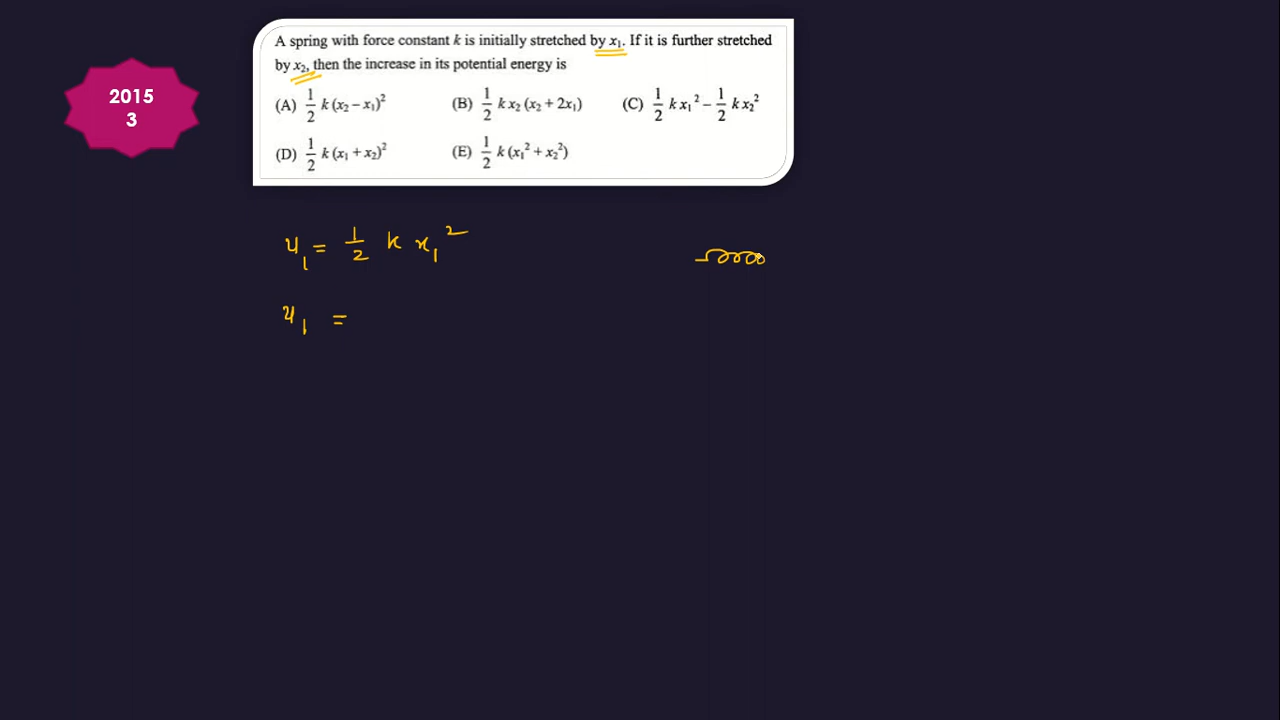 2015
3
A spring with force constant k is initially stretched by x₁. If it is further stretched
by x₂, then the increase in its potential energy is
(A) 1/2 k (x₂ – x₁)² (B) 1/2 k x₂ (x₂ + 2x₁) (C) 1/2 k x₁² – 1/2 k x₂²
(D) 1/2 k (x₁ + x₂)² (E) 1/2 k (x₁² + x₂²)
u₁ = 1/2 k x₁²
u₁ =